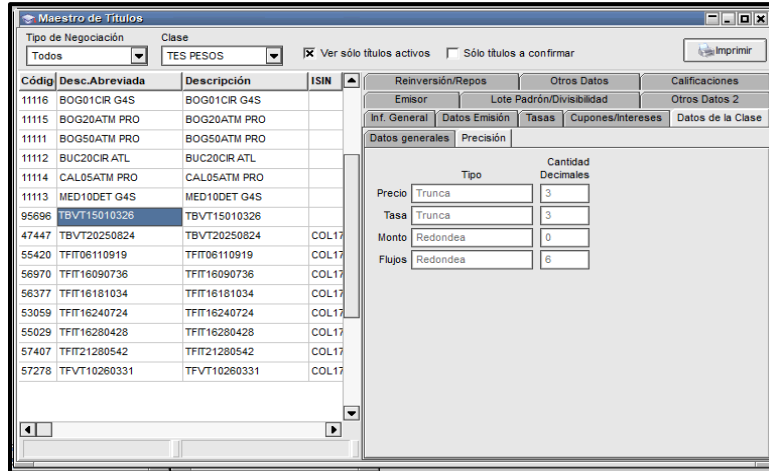 Maestro de Títulos
Tipo de Negociación Clase
Todos TES PESOS Ver sólo títulos activos Sólo títulos a confirmar Imprimir
Códig Desc.Abreviada Descripción ISIN
11116 BOG01CIR G4S BOG01CIR G4S
11115 BOG20ATM PRO BOG20ATM PRO
11111 BOG50ATM PRO BOG50ATM PRO
11112 BUC20CIR ATL BUC20CIR ATL
11114 CAL05ATM PRO CAL05ATM PRO
11113 MED10DET G4S MED10DET G4S
95696 TBVT15010326 TBVT15010326
47447 TBVT20250824 TBVT20250824 COL17
55420 TFIT06110919 TFIT06110919 COL17
56970 TFIT16090736 TFIT16090736 COL17
56377 TFIT16181034 TFIT16181034 COL17
53059 TFIT16240724 TFIT16240724 COL17
55029 TFIT16280428 TFIT16280428 COL17
57407 TFIT21280542 TFIT21280542 COL17
57278 TFVT10260331 TFVT10260331 COL17
Reinversión/Repos Otros Datos Calificaciones
Emisor Lote Padrón/Divisibilidad Otros Datos 2
Inf. General Datos Emisión Tasas Cupones/Intereses Datos de la Clase
Datos generales Precisión
Tipo Cantidad Decimales
Precio Trunca 3
Tasa Trunca 3
Monto Redondea 0
Flujos Redondea 6